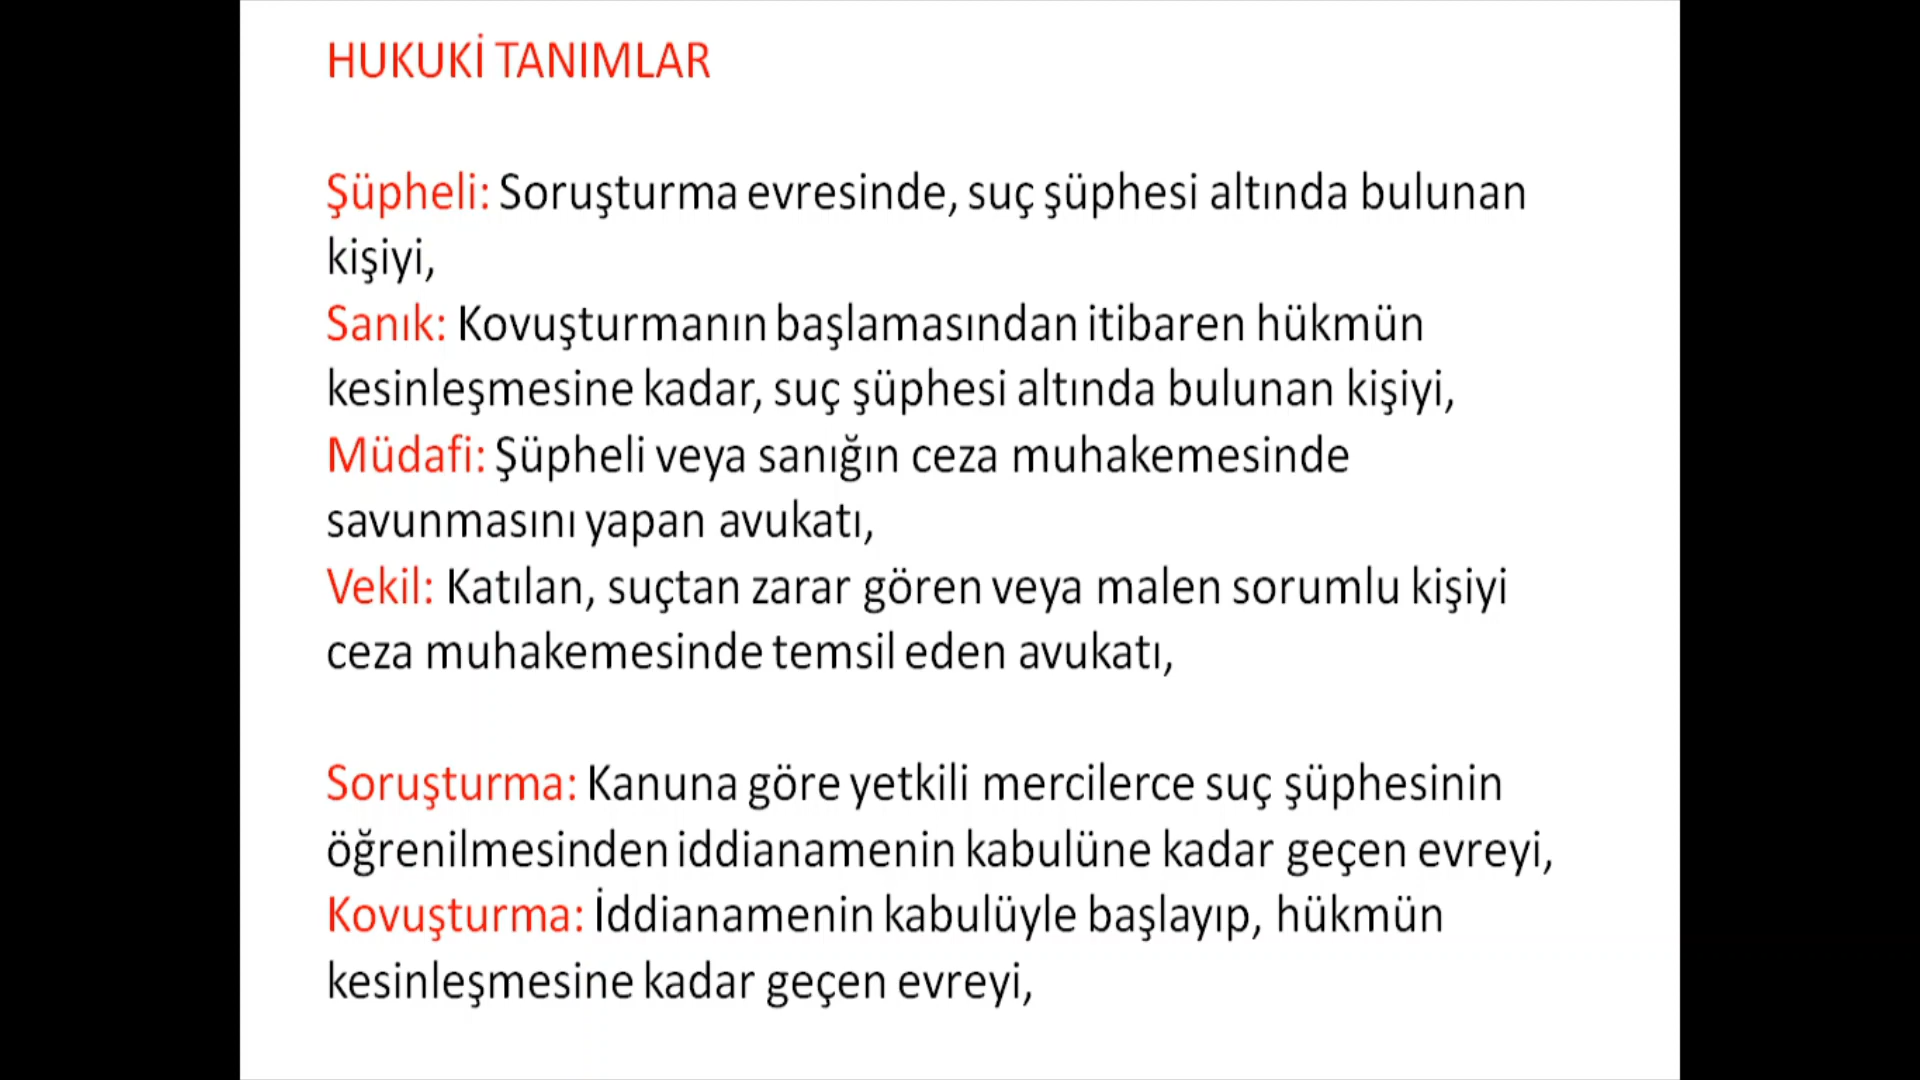 HUKUKİ TANIMLAR
Şüpheli: Soruşturma evresinde, suç şüphesi altında bulunan
kişiyi,
Sanık: Kovuşturmanın başlamasından itibaren hükmün
kesinleşmesine kadar, suç şüphesi altında bulunan kişiyi,
Müdafi: Şüpheli veya sanığın ceza muhakemesinde
savunmasını yapan avukatı,
Vekil: Katılan, suçtan zarar gören veya malen sorumlu kişiyi
ceza muhakemesinde temsil eden avukatı,
Soruşturma: Kanuna göre yetkili mercilerce suç şüphesinin
öğrenilmesinden iddianamenin kabulüne kadar geçen evreyi,
Kovuşturma: İddianamenin kabulüyle başlayıp, hükmün
kesinleşmesine kadar geçen evreyi,